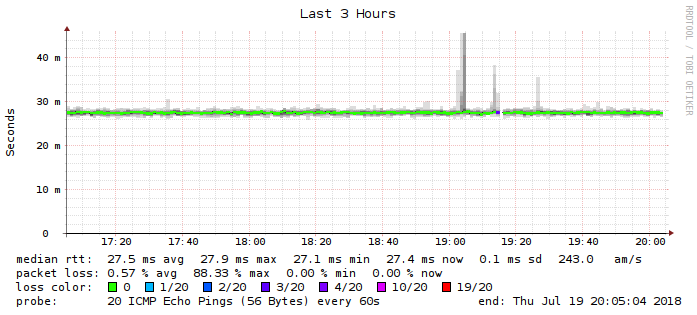 Last 3 Hours
RRDTOOL / TOBI OETIKER
Seconds
40 m
30 m
20 m
10 m
0
17:20 17:40 18:00 18:20 18:40 19:00 19:20 19:40 20:00
median rtt: 27.5 ms avg 27.9 ms max 27.1 ms min 27.4 ms now 0.1 ms sd 243.0 am/s
packet loss: 0.57 % avg 88.33 % max 0.00 % min 0.00 % now
loss color: 0 1/20 2/20 3/20 4/20 10/20 19/20
probe: 20 ICMP Echo Pings (56 Bytes) every 60s end: Thu Jul 19 20:05:04 2018